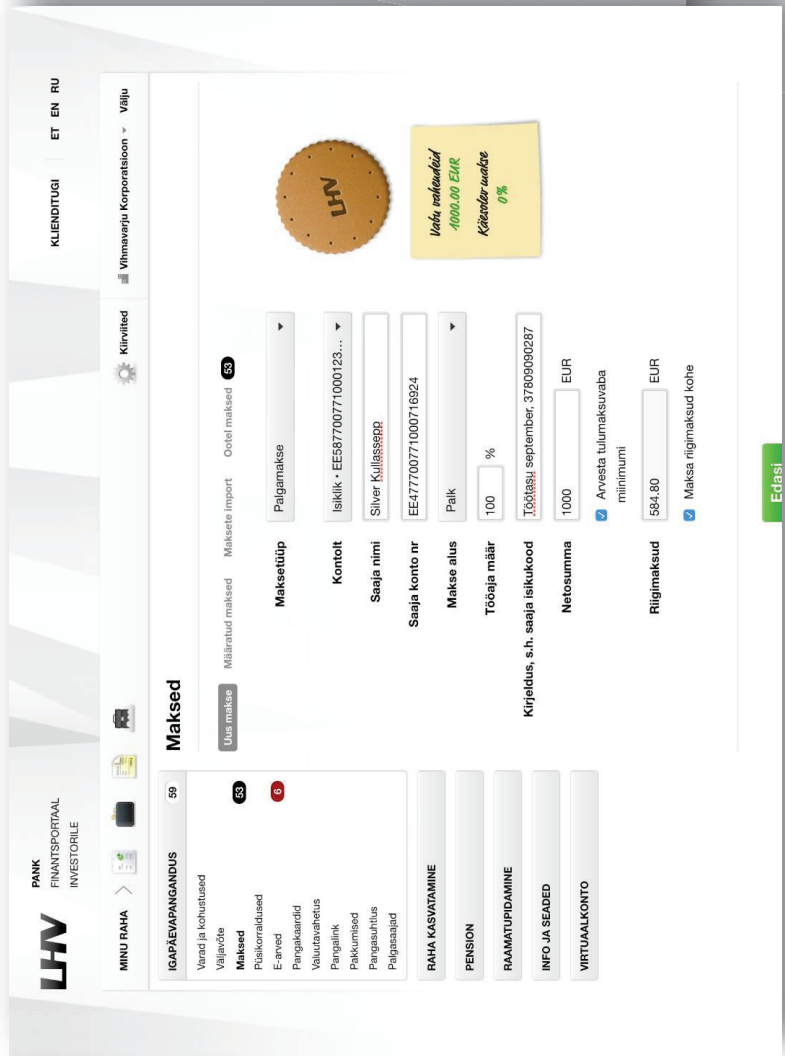 LHV
PANK
FINANTSPORTAAL
INVESTORILE
KLIENDITUGI
ET EN RU
MINU RAHA
Kiirviited
Vihmavarju Korporatsioon
Välju
IGAPÄEVAPANGANDUS 59
Varad ja kohustused
Väljavõte
Maksed 53
Püsikorraldused
E-arved 6
Pangakaardid
Valuutavahetus
Pangalink
Pakkumised
Pangasuhtlus
Palgasaajad
RAHA KASVATAMINE
PENSION
RAAMATUPIDAMINE
INFO JA SEADED
VIRTUAALKONTO
Maksed
Uus makse Määratud maksed Maksete import Ootel maksed 53
Maksetüüp Palgamakse
Kontolt Isiklik • EE587700771000123...
Saaja nimi Silver Kullassepp
Saaja konto nr EE477700771000716924
Makse alus Palk
Tööaja määr 100 %
Kirjeldus, s.h. saaja isikukood Töötasu september, 37809090287
Netosumma 1000 EUR
Arvesta tulumaksuvaba
miinimumi
Riigimaksud 584.80 EUR
Maksa riigimaksud kohe
Edasi
LHV
Vabu vahendeid
1000.00 EUR
Käesolev makse
0%